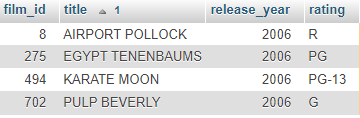 film_id title 1 release_year rating
8 AIRPORT POLLOCK 2006 R
275 EGYPT TENENBAUMS 2006 PG
494 KARATE MOON 2006 PG-13
702 PULP BEVERLY 2006 G